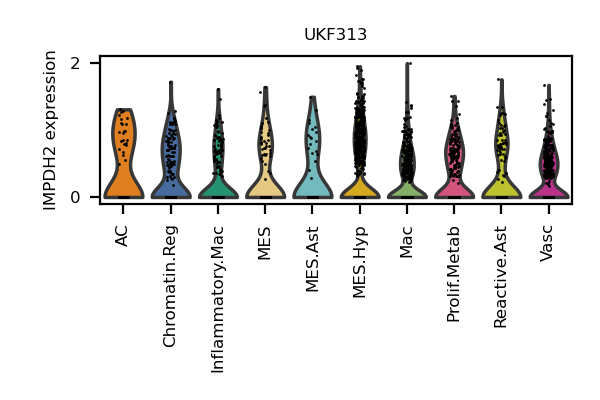 UKF313
IMPDH2 expression
2
0
AC
Chromatin.Reg
Inflammatory.Mac
MES
MES.Ast
MES.Hyp
Mac
Prolif.Metab
Reactive.Ast
Vasc